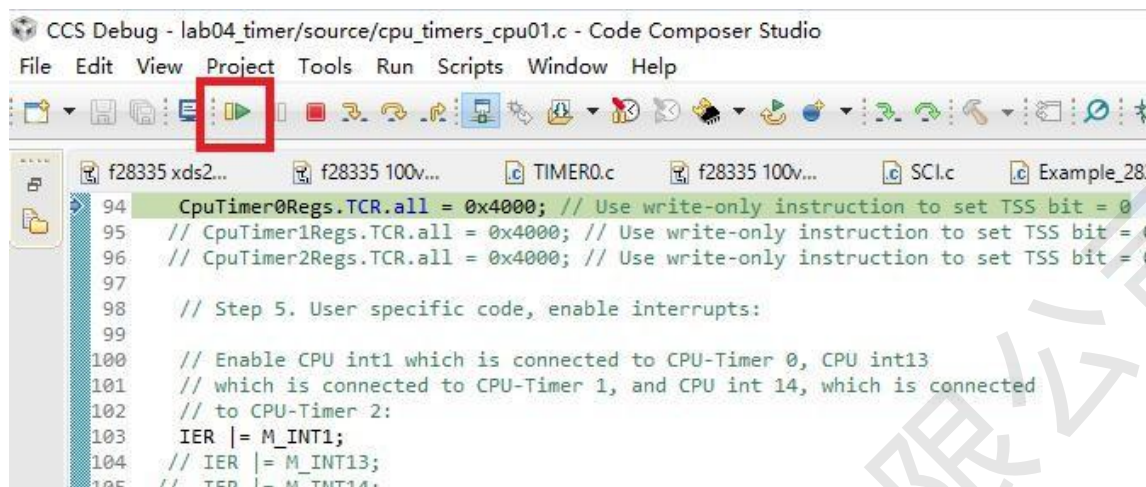 CCS Debug - lab04_timer/source/cpu_timers_cpu01.c - Code Composer Studio
File Edit View Project Tools Run Scripts Window Help
f28335 xds2... f28335 100v... TIMER0.c f28335 100v... SCI.c Example_28
94 CpuTimer0Regs.TCR.all = 0x4000; // Use write-only instruction to set TSS bit = 0
95 // CpuTimer1Regs.TCR.all = 0x4000; // Use write-only instruction to set TSS bit =
96 // CpuTimer2Regs.TCR.all = 0x4000; // Use write-only instruction to set TSS bit =
97
98 // Step 5. User specific code, enable interrupts:
99
100 // Enable CPU int1 which is connected to CPU-Timer 0, CPU int13
101 // which is connected to CPU-Timer 1, and CPU int 14, which is connected
102 // to CPU-Timer 2:
103 IER |= M_INT1;
104 // IER |= M_INT13;
105 // IER |= M_INT14;
限公